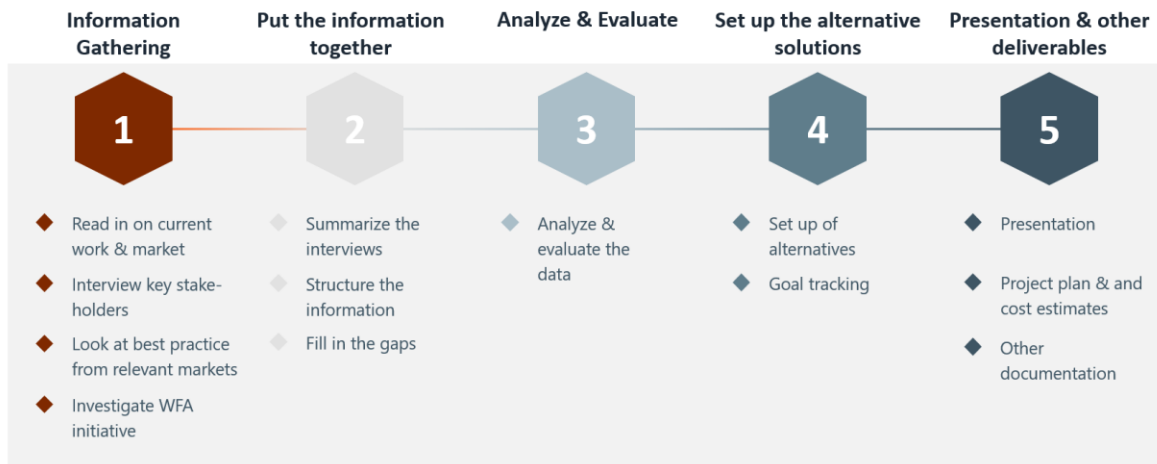 Information
Gathering
Put the information
together
Analyze & Evaluate
Set up the alternative
solutions
Presentation & other
deliverables
1
2
3
4
5
Read in on current
work & market
Interview key stake-
holders
Look at best practice
from relevant markets
Investigate WFA
initiative
Summarize the
interviews
Structure the
information
Fill in the gaps
Analyze &
evaluate the
data
Set up of
alternatives
Goal tracking
Presentation
Project plan & and
cost estimates
Other
documentation